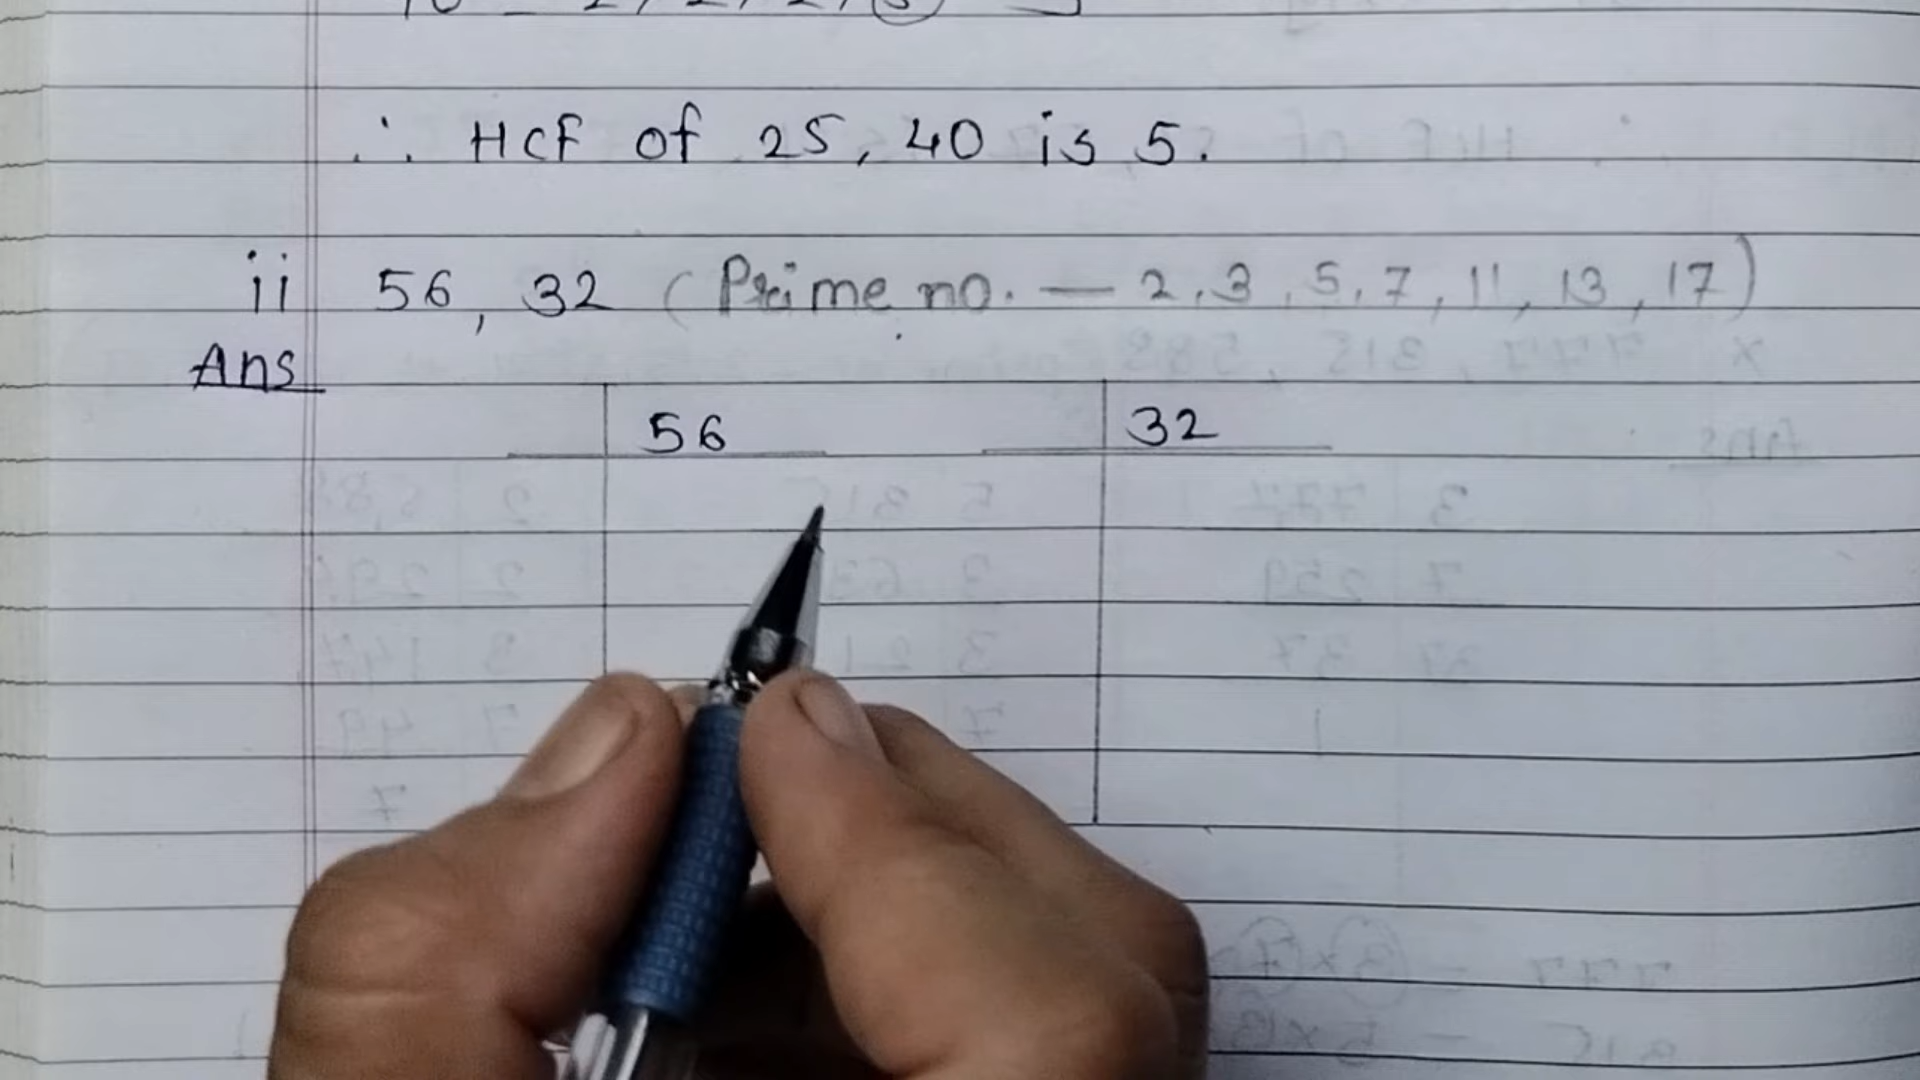 ∴ HCF of 25, 40 is 5.
ii 56, 32 (Prime no. — 2, 3, 5, 7, 11, 13, 17)
Ans
56 32